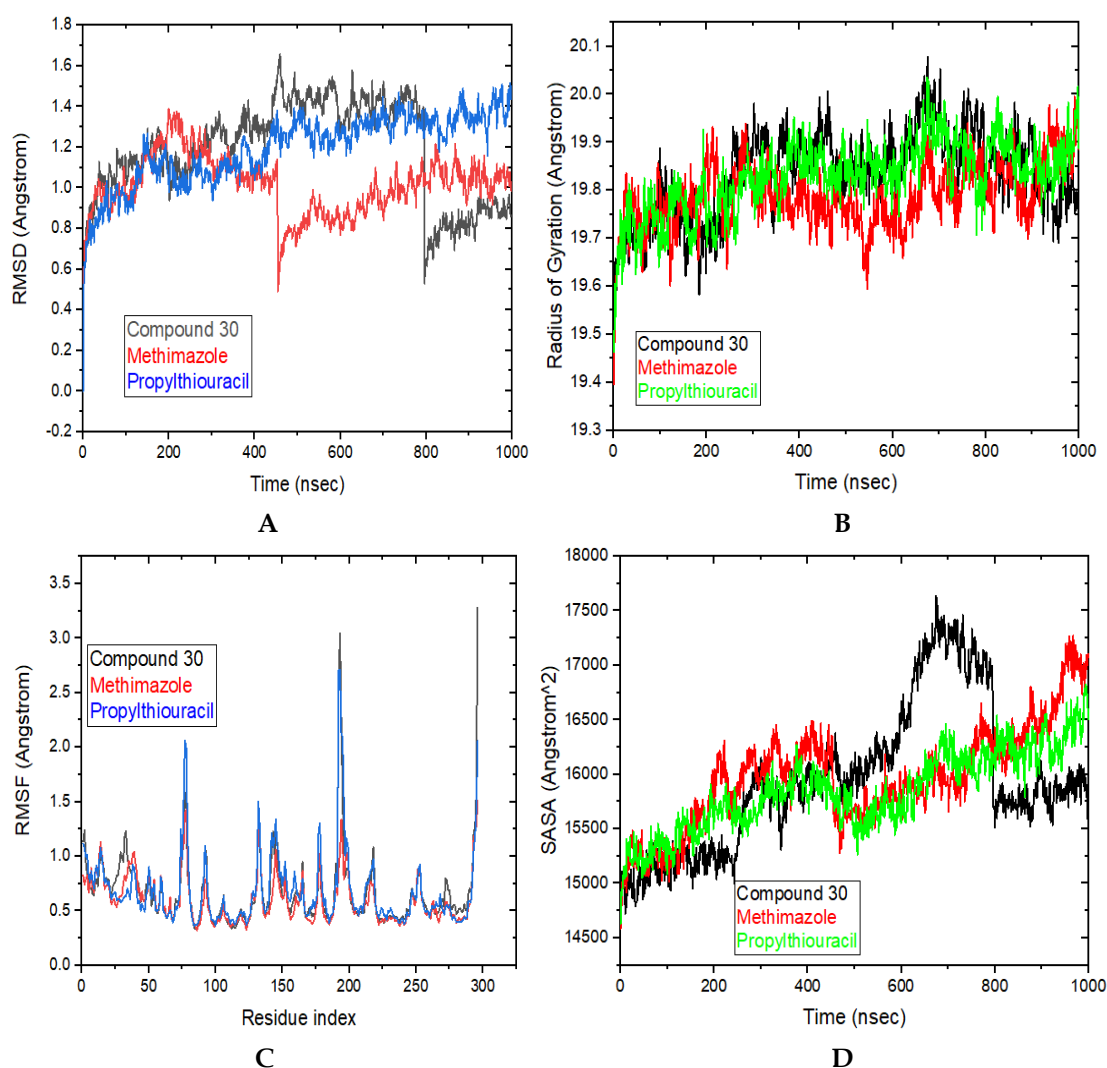 1.8
1.6
1.4
1.2
1.0
0.8
0.6
0.4
0.2
0.0
-0.2
RMSD (Angstrom)
Compound 30
Methimazole
Propylthiouracil
0 200 400 600 800 1000
Time (nsec)
A
20.1
20.0
19.9
19.8
19.7
19.6
19.5
19.4
19.3
Radius of Gyration (Angstrom)
Compound 30
Methimazole
Propylthiouracil
0 200 400 600 800 1000
Time (nsec)
B
3.5
3.0
2.5
2.0
1.5
1.0
0.5
0.0
RMSF (Angstrom)
Compound 30
Methimazole
Propylthiouracil
0 50 100 150 200 250 300
Residue index
C
18000
17500
17000
16500
16000
15500
15000
14500
SASA (Angstrom^2)
Compound 30
Methimazole
Propylthiouracil
0 200 400 600 800 1000
Time (nsec)
D